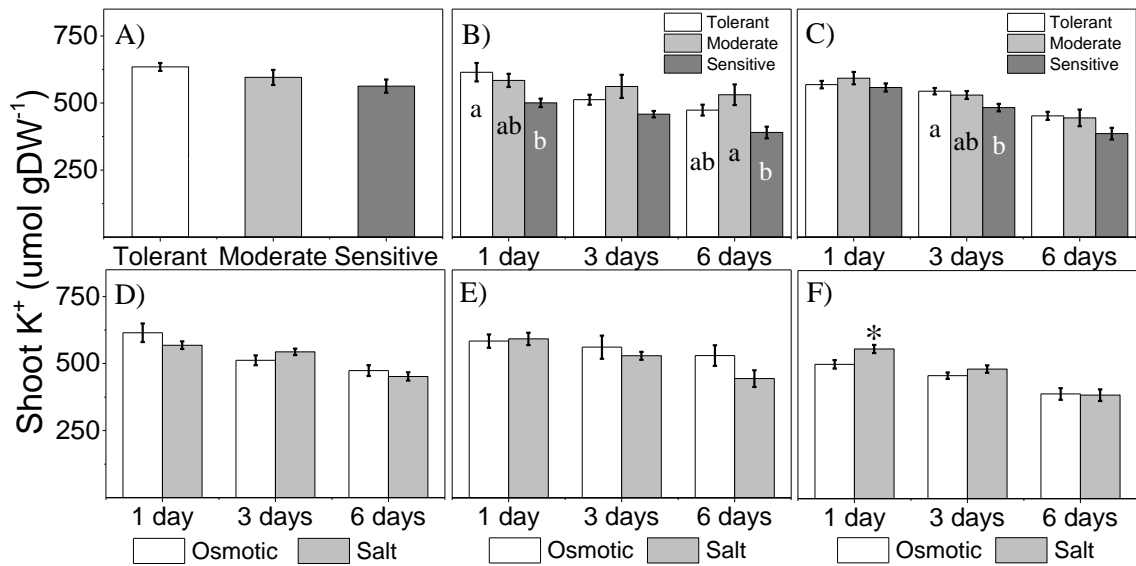 Shoot K+ (umol gDW-1)
750
500
250
A)
Tolerant Moderate Sensitive
B)
Tolerant
Moderate
Sensitive
a
ab
b
ab
a
b
1 day 3 days 6 days
C)
Tolerant
Moderate
Sensitive
a
ab
b
1 day 3 days 6 days
750
500
250
D)
1 day 3 days 6 days
Osmotic Salt
E)
1 day 3 days 6 days
Osmotic Salt
F)
*
1 day 3 days 6 days
Osmotic Salt